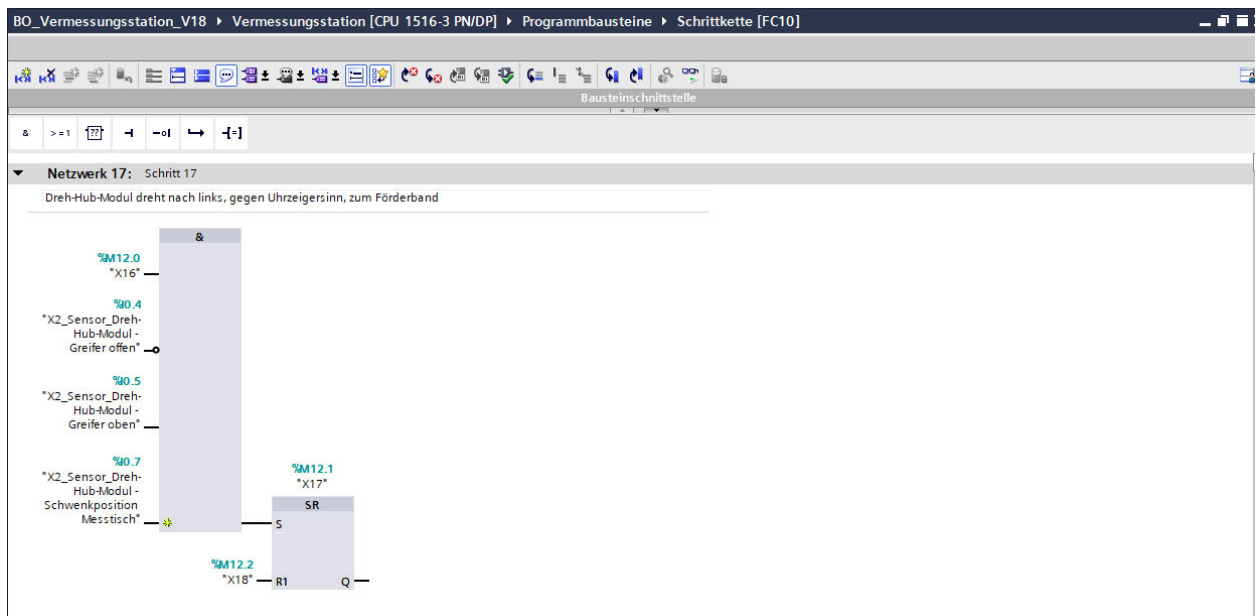 BO_Vermessungsstation_V18 ▸ Vermessungsstation [CPU 1516-3 PN/DP] ▸ Programmbausteine ▸ Schrittkette [FC10]
Bausteinschnittstelle
& >=1 ??
Netzwerk 17: Schritt 17
Dreh-Hub-Modul dreht nach links, gegen Uhrzeigersinn, zum Förderband
&
%M12.0
"X16"
%I0.4
"X2_Sensor_Dreh-
Hub-Modul -
Greifer offen"
%I0.5
"X2_Sensor_Dreh-
Hub-Modul -
Greifer oben"
%I0.7
"X2_Sensor_Dreh-
Hub-Modul -
Schwenkposition
Messtisch"
%M12.1
"X17"
SR
S
%M12.2
"X18" R1 Q